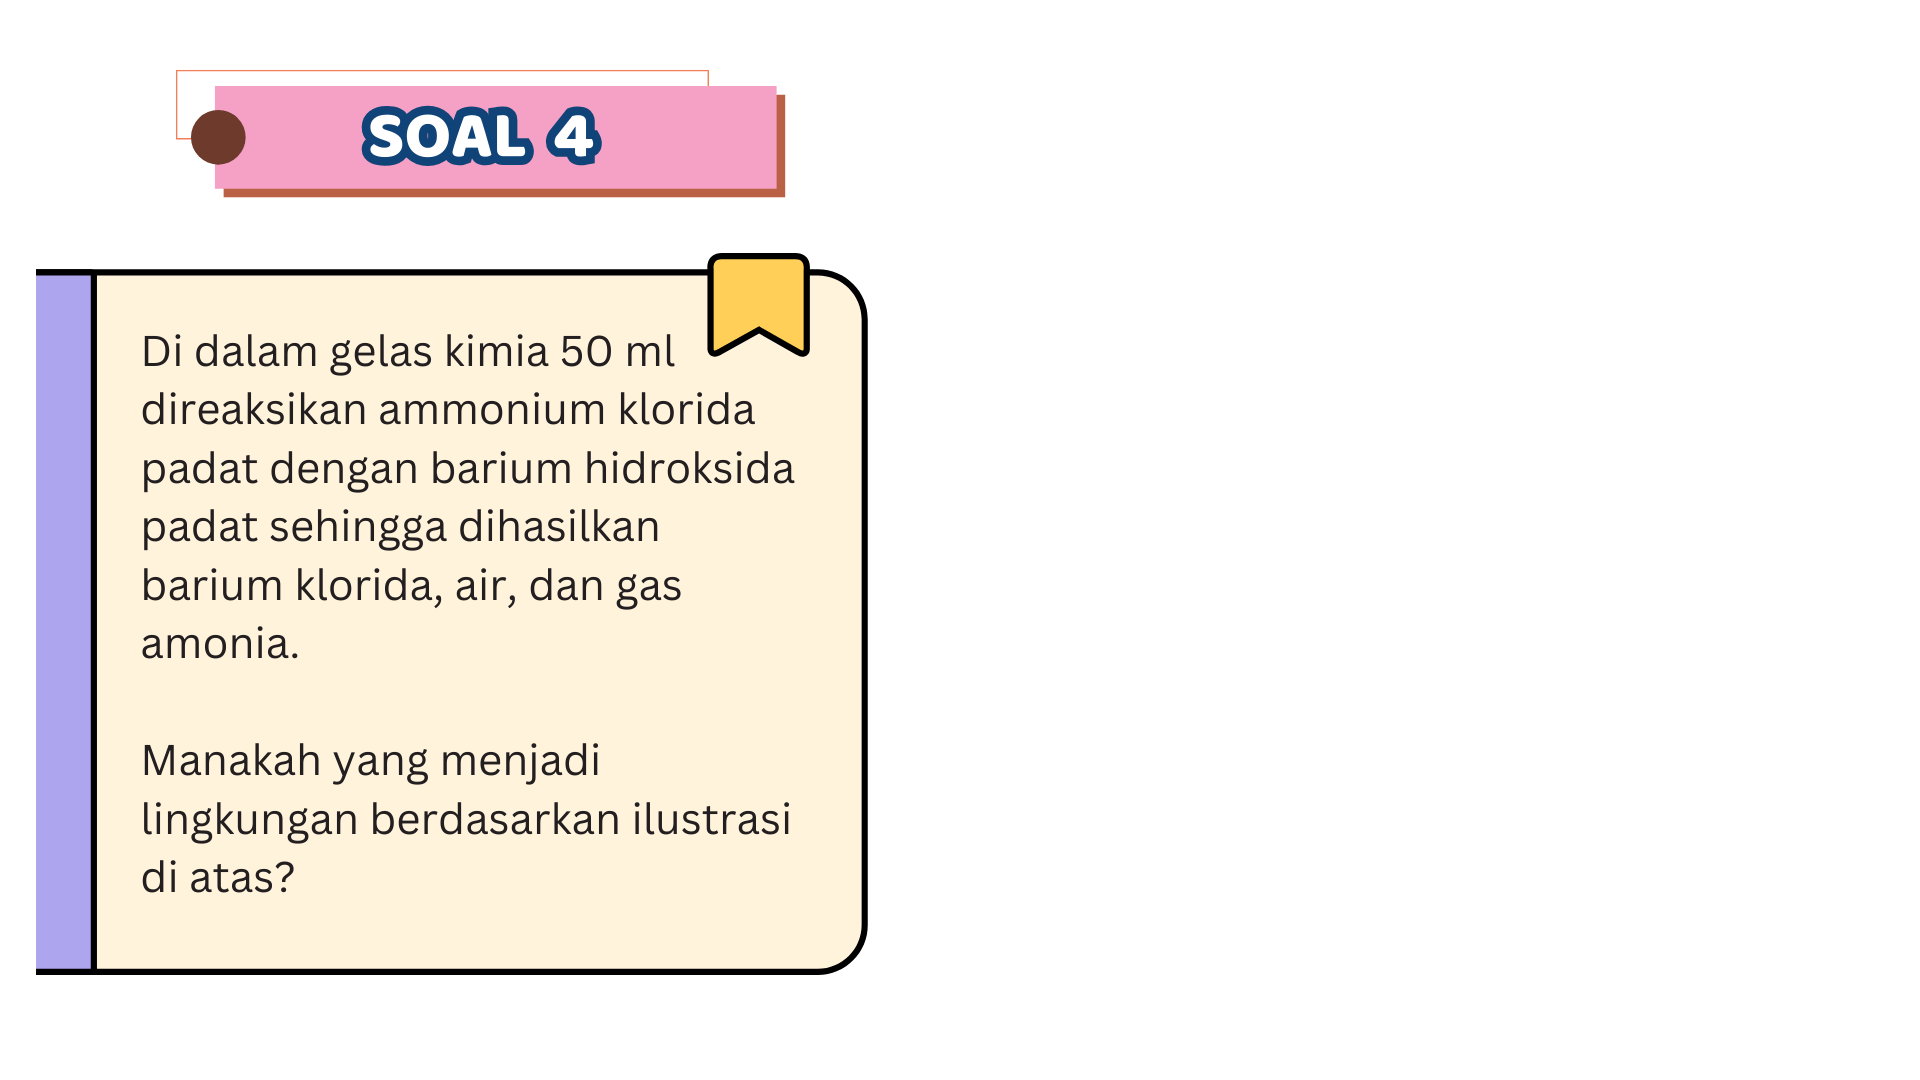 SOAL 4
Di dalam gelas kimia 50 ml
direaksikan ammonium klorida
padat dengan barium hidroksida
padat sehingga dihasilkan
barium klorida, air, dan gas
amonia.
Manakah yang menjadi
lingkungan berdasarkan ilustrasi
di atas?